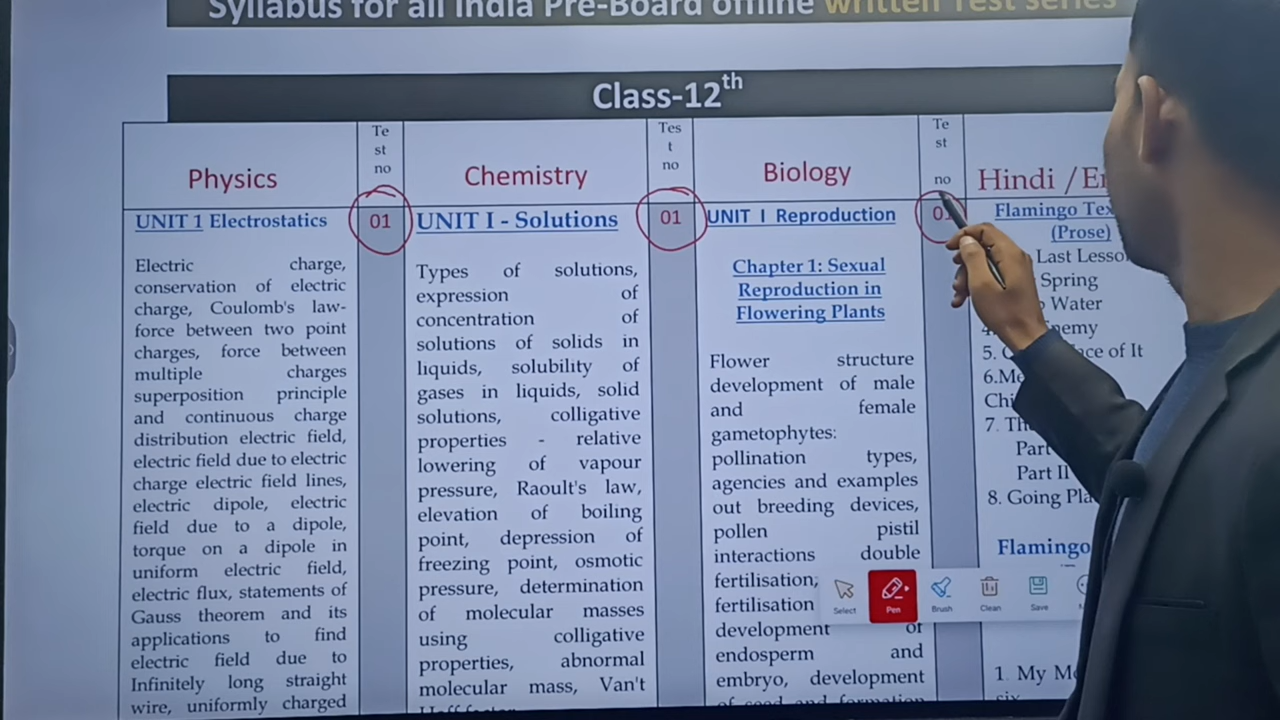 Syllabus for all India Pre-Board offline written Test series
Class-12th
Physics
Te
st
no
Chemistry
Tes
t
no
Biology
Te
st
no
Hindi /
UNIT 1 Electrostatics
01
UNIT I - Solutions
01
UNIT I Reproduction
Flamingo
(Prose)
Electric charge,
conservation of electric
charge, Coulomb's law-
force between two point
charges, force between
multiple charges
superposition principle
and continuous charge
distribution electric field,
electric field due to electric
charge electric field lines,
electric dipole, electric
field due to a dipole,
torque on a dipole in
uniform electric field,
electric flux, statements of
Gauss theorem and its
applications to find
electric field due to
Infinitely long straight
wire, uniformly charged
Types of solutions,
expression of
concentration of
solutions of solids in
liquids, solubility of
gases in liquids, solid
solutions, colligative
properties - relative
lowering of vapour
pressure, Raoult's law,
elevation of boiling
point, depression of
freezing point, osmotic
pressure, determination
of molecular masses
using colligative
properties, abnormal
molecular mass, Van't
Chapter 1: Sexual
Reproduction in
Flowering Plants
Flower structure
development of male
and female
gametophytes:
pollination types,
agencies and examples
out breeding devices,
pollen pistil
interactions double
fertilisation,
fertilisation
development of
endosperm and
embryo, development
of seed and formation
Last
Spring
Water
5.
of It
6.
7.
Part
Part II
8. Going
Flamingo
1. My
Select
Pen
Brush
Clean
Save